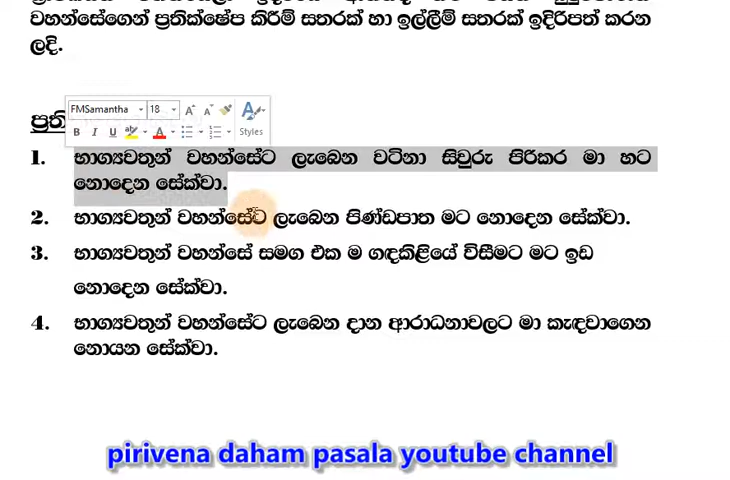 වහන්සේගෙන් ප්‍රතික්ෂේප කිරීම් සතරක් හා ඉල්ලීම් සතරක් ඉදිරිපත් කරන
ලදි.
FMSamantha 18
B I U ab A Styles
ප්‍රති
1. භාග්‍යවතුන් වහන්සේට ලැබෙන වටිනා සිවුරු පිරිකර මා හට
නොදෙන සේක්වා.
2. භාග්‍යවතුන් වහන්සේට ලැබෙන පිණ්ඩපාත මට නොදෙන සේක්වා.
3. භාග්‍යවතුන් වහන්සේ සමග එක ම ගඳකිළියේ විසීමට මට ඉඩ
නොදෙන සේක්වා.
4. භාග්‍යවතුන් වහන්සේට ලැබෙන දාන ආරාධනාවලට මා කැඳවාගෙන
නොයන සේක්වා.
pirivena daham pasala youtube channel